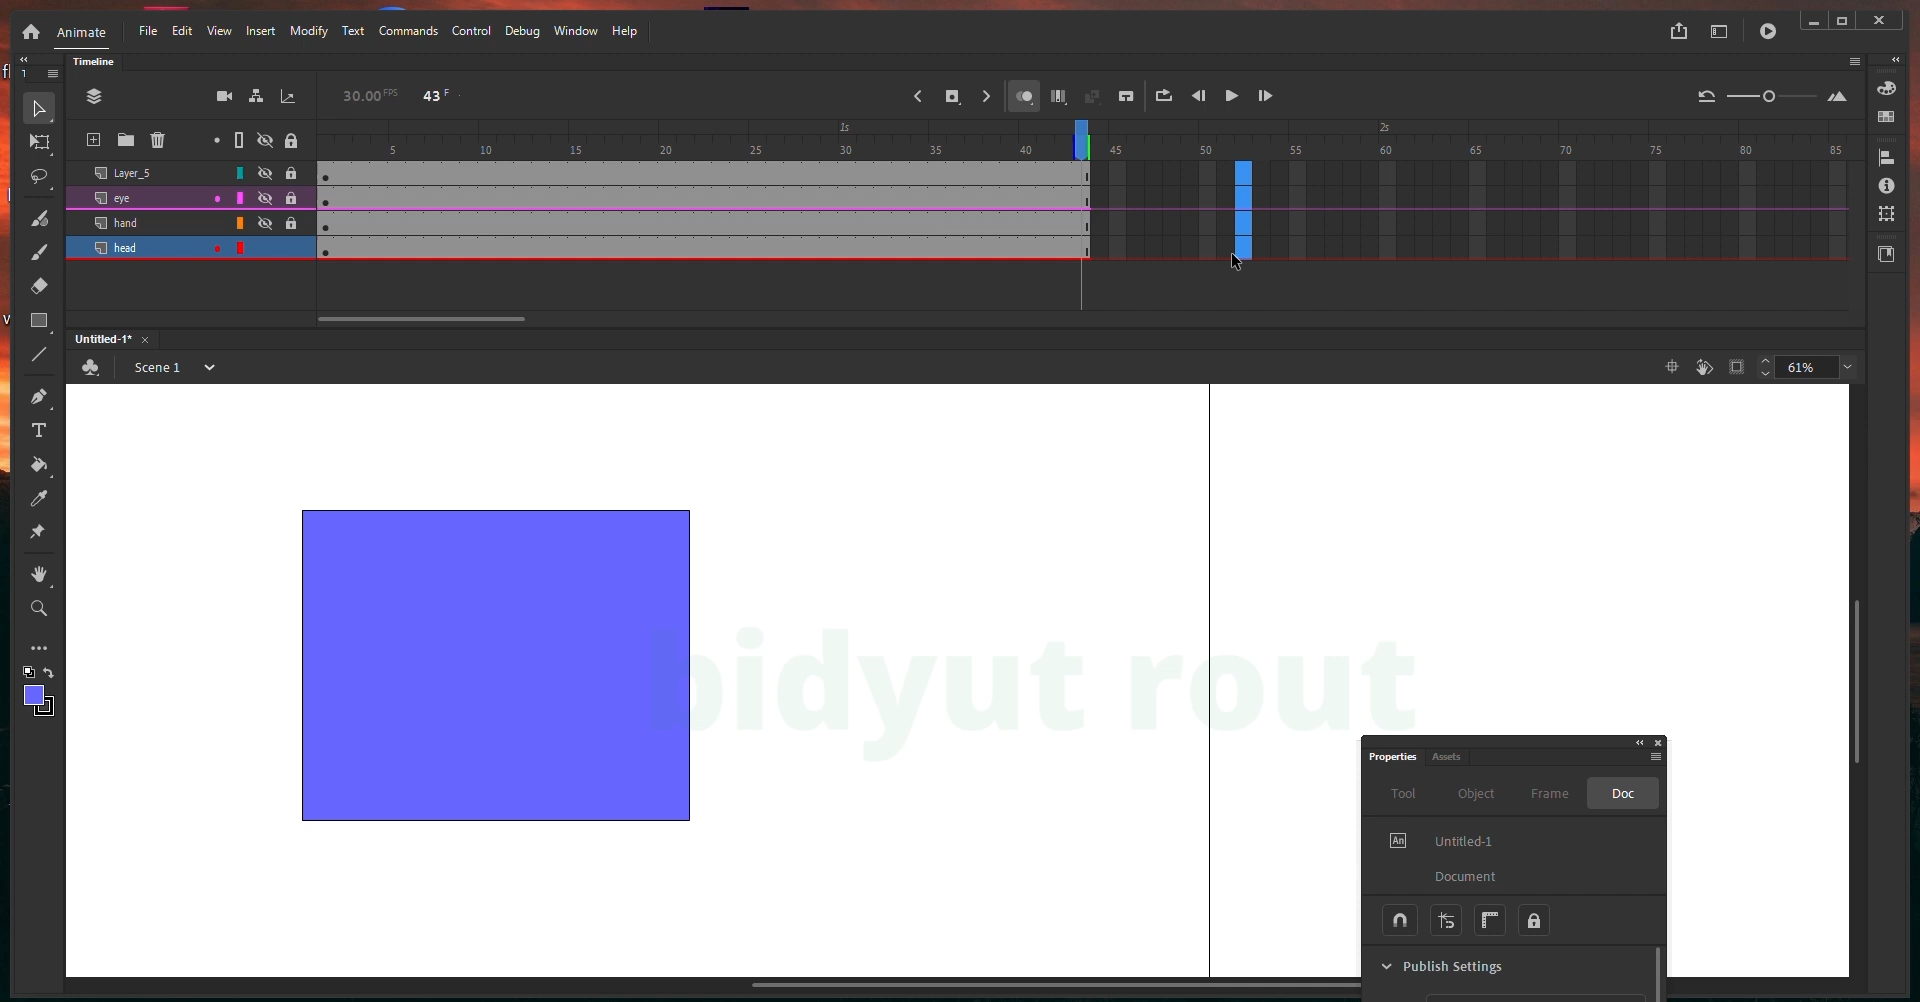 Animate File Edit View Insert Modify Text Commands Control Debug Window Help
Timeline
30.00 FPS 43 F
1s 2s
5 10 15 20 25 30 35 40 45 50 55 60 65 70 75 80 85
Layer_5
eye
hand
head
Untitled-1*
Scene 1 61%
bidyut rout
Properties Assets
Tool Object Frame Doc
An Untitled-1
Document
Publish Settings